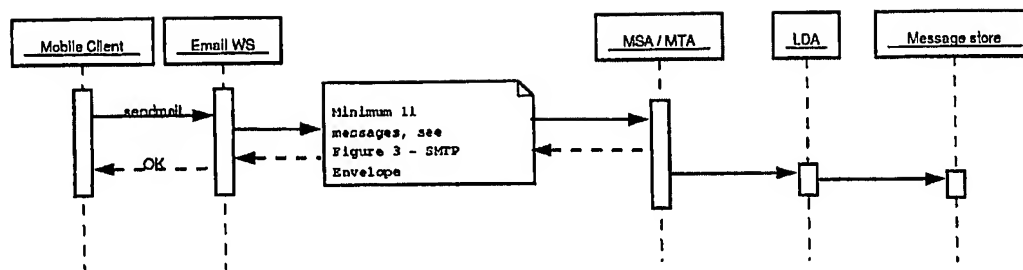 Mobile Client
Email WS
MSA / MTA
LDA
Message store
sendmail
OK
Minimum 11
messages, see
Figure 3 - SMTP
Envelope